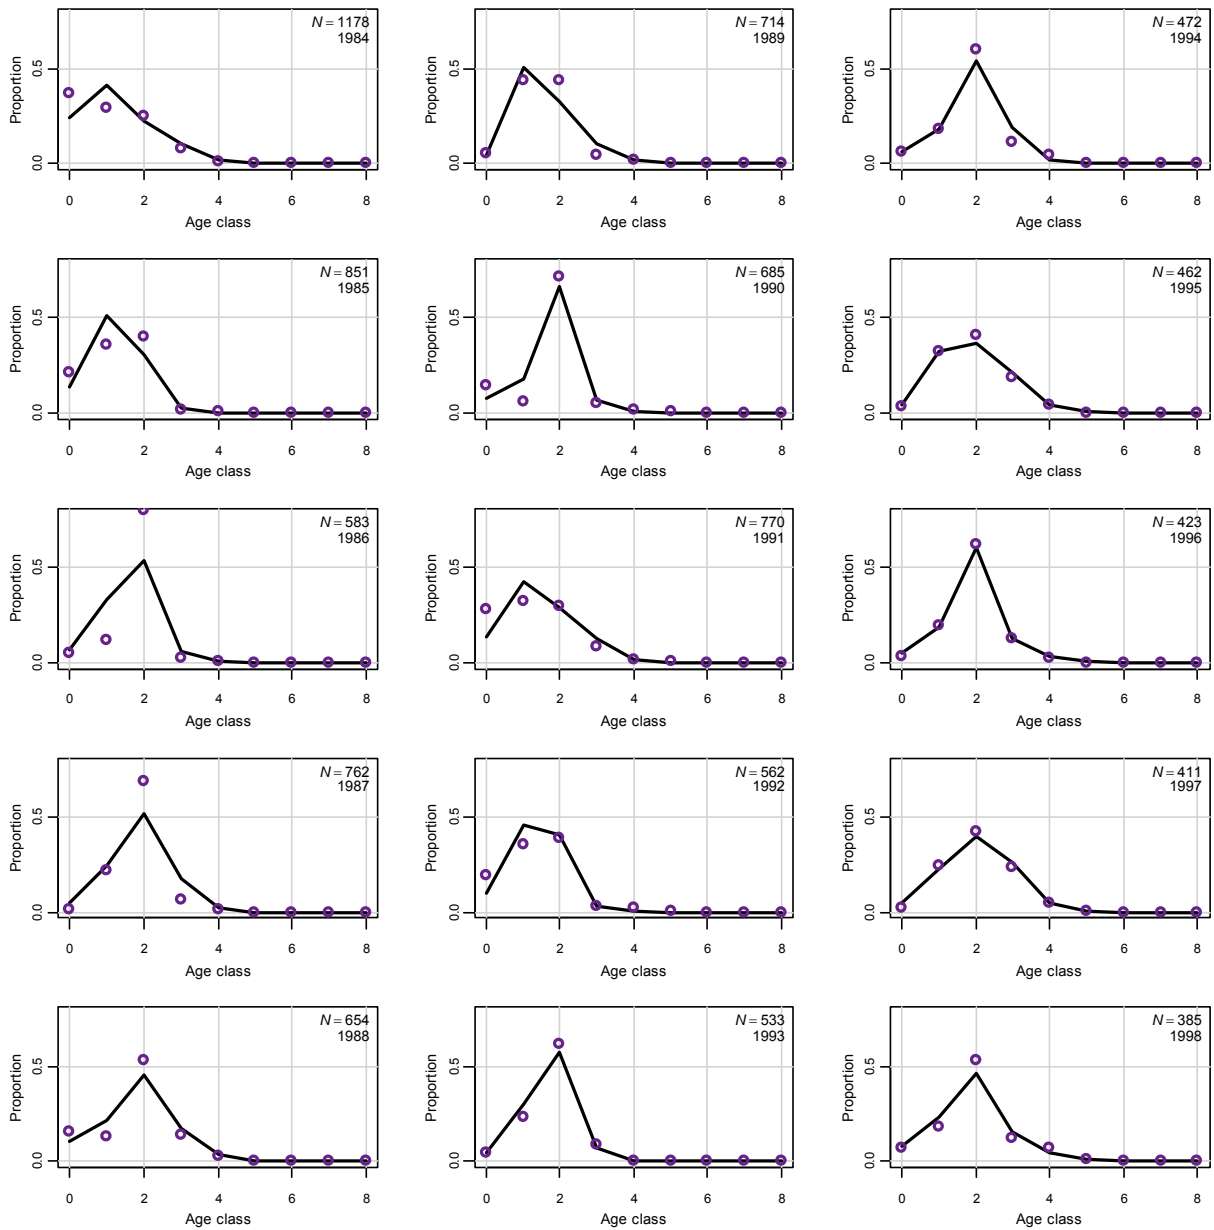 N = 1178
1984
0.5
Proportion
0.0
0 2 4 6 8
Age class
N = 714
1989
0.5
Proportion
0.0
0 2 4 6 8
Age class
N = 472
1994
0.5
Proportion
0.0
0 2 4 6 8
Age class
N = 851
1985
0.5
Proportion
0.0
0 2 4 6 8
Age class
N = 685
1990
0.5
Proportion
0.0
0 2 4 6 8
Age class
N = 462
1995
0.5
Proportion
0.0
0 2 4 6 8
Age class
N = 583
1986
0.5
Proportion
0.0
0 2 4 6 8
Age class
N = 770
1991
0.5
Proportion
0.0
0 2 4 6 8
Age class
N = 423
1996
0.5
Proportion
0.0
0 2 4 6 8
Age class
N = 762
1987
0.5
Proportion
0.0
0 2 4 6 8
Age class
N = 562
1992
0.5
Proportion
0.0
0 2 4 6 8
Age class
N = 411
1997
0.5
Proportion
0.0
0 2 4 6 8
Age class
N = 654
1988
0.5
Proportion
0.0
0 2 4 6 8
Age class
N = 533
1993
0.5
Proportion
0.0
0 2 4 6 8
Age class
N = 385
1998
0.5
Proportion
0.0
0 2 4 6 8
Age class